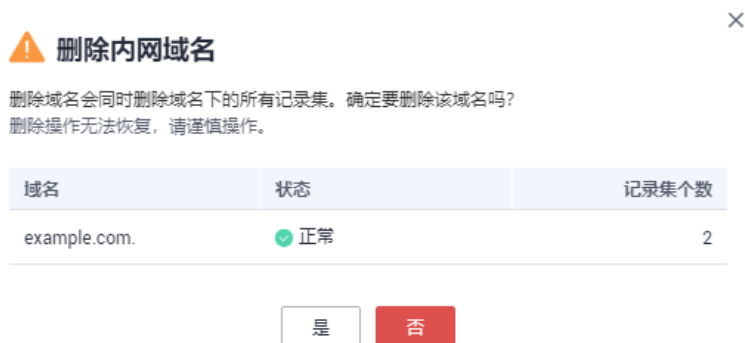 删除内网域名
删除域名会同时删除域名下的所有记录集。确定要删除该域名吗?
删除操作无法恢复，请谨慎操作。
域名 状态 记录集个数
example.com. 正常 2
是 否